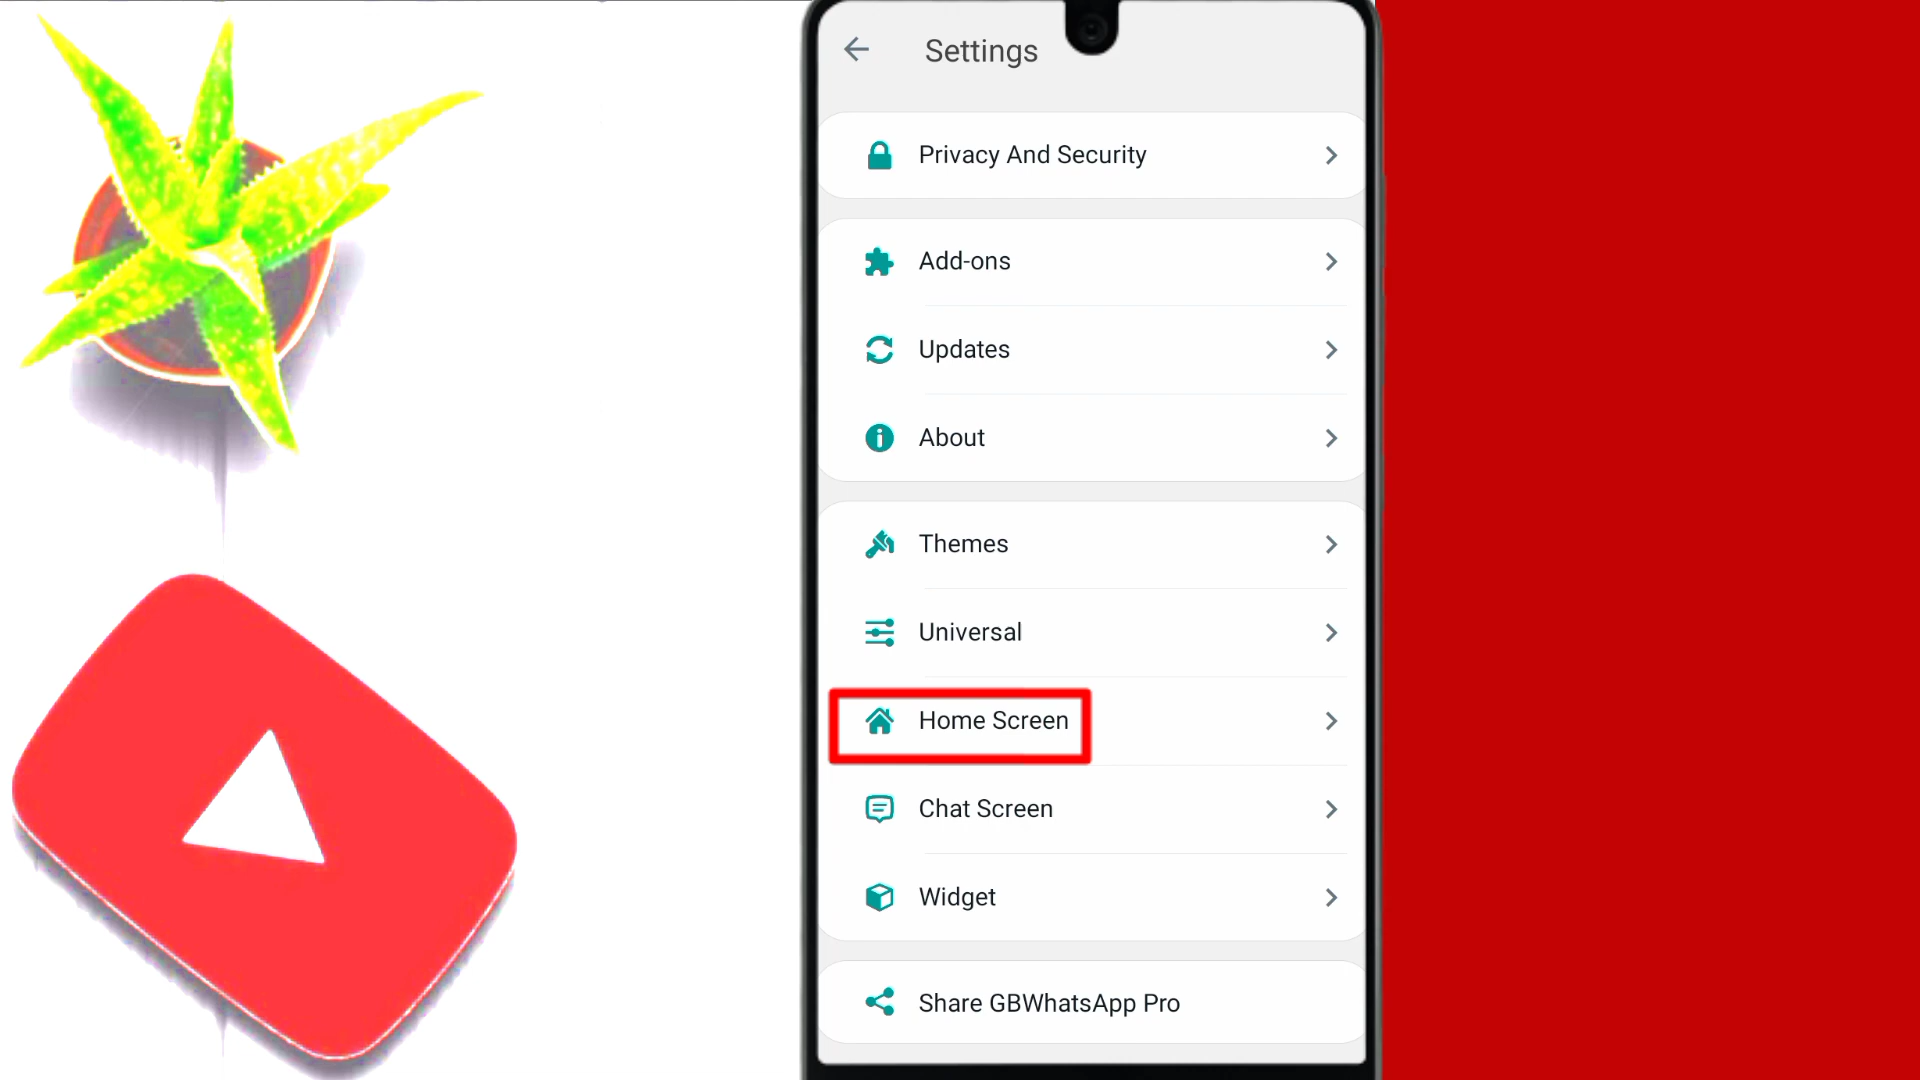 Settings
Privacy And Security
Add-ons
Updates
About
Themes
Universal
Home Screen
Chat Screen
Widget
Share GBWhatsApp Pro